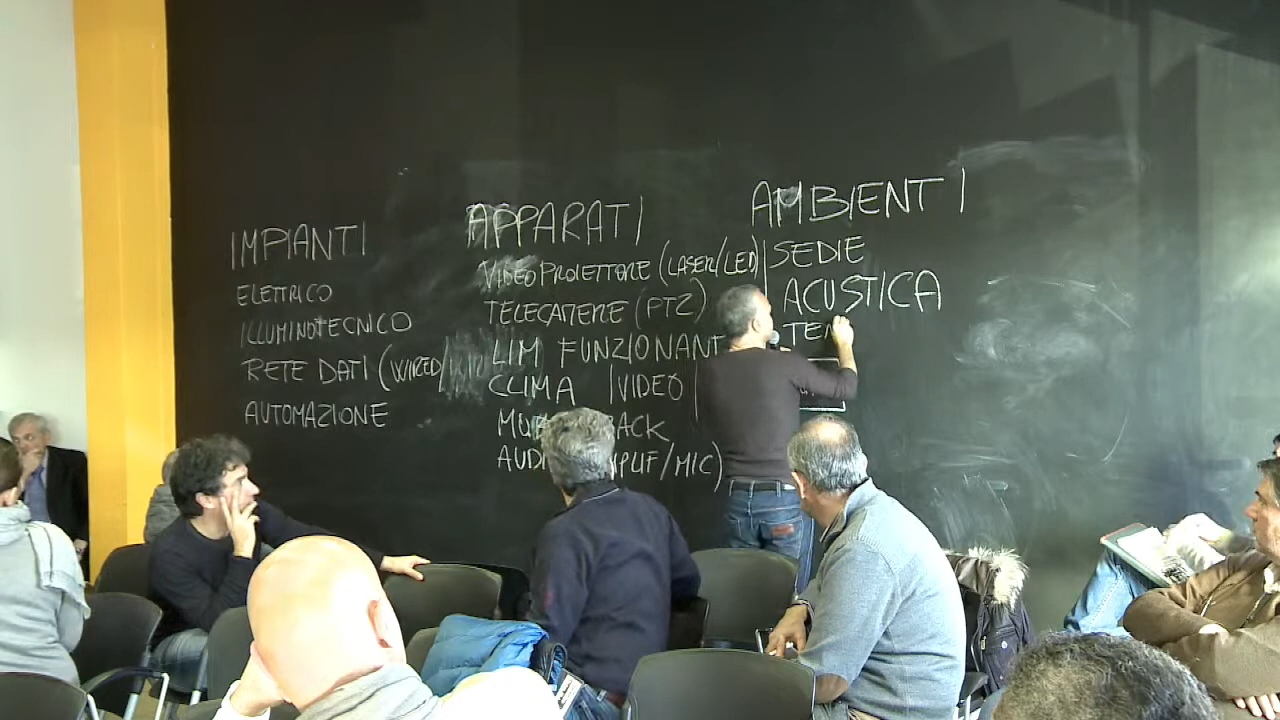 IMPIANTI
ELETTRICO
ILLUMINOTECNICO
RETE DATI (WIRED/
AUTOMAZIONE
APPARATI
VIDEOPROIETTORE (LASER/LED)
TELECAMERE (PTZ)
LIM FUNZIONANT
CLIMA VIDEO
AMBIENTI
SEDIE
ACUSTICA